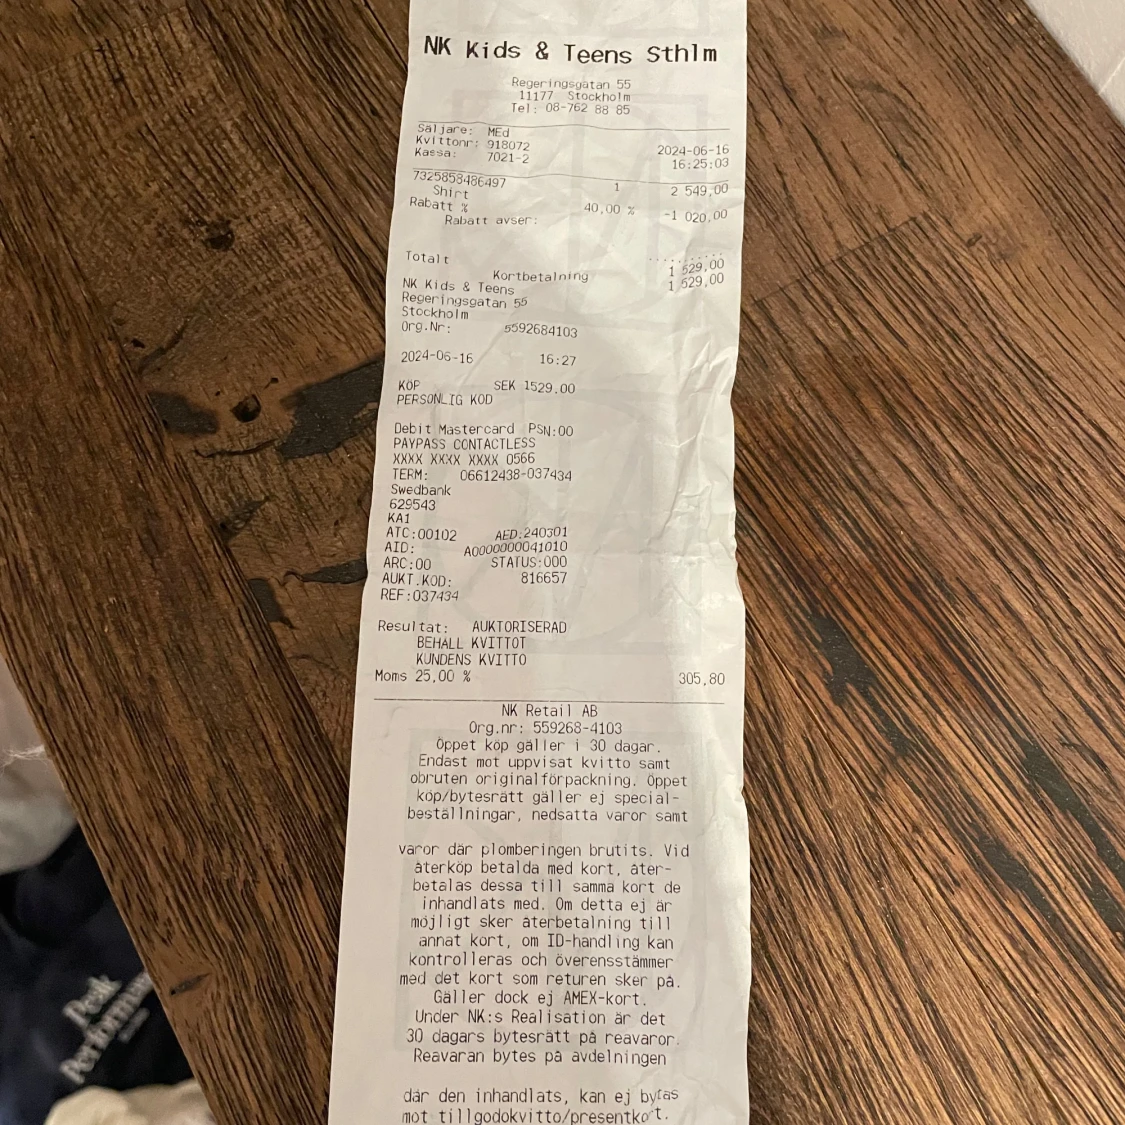 NK Kids & Teens Sthlm
Regeringsgatan 55
11177 Stockholm
Tel: 08-762 88 85
Säljare: MEd
Kvittonr: 918072 2024-06-16
Kassa: 7021-2 16:25:03
7325858486497 1 2 549,00
Shirt
Rabatt % 40,00 % -1 020,00
Rabatt avser:
Totalt 1 529,00
Kortbetalning 1 529,00
NK Kids & Teens
Regeringsgatan 55
Stockholm
Org.Nr: 5592684103
2024-06-16 16:27
KÖP SEK 1529.00
PERSONLIG KOD
Debit Mastercard PSN:00
PAYPASS CONTACTLESS
XXXX XXXX XXXX 0566
TERM: 06612438-037434
Swedbank
629543
KA1
ATC:00102 AED:240301
AID: A0000000041010
ARC:00 STATUS:000
AUKT.KOD: 816657
REF:037434
Resultat: AUKTORISERAD
BEHALL KVITTOT
KUNDENS KVITTO
Moms 25,00 % 305,80
NK Retail AB
Org.nr: 559268-4103
Öppet köp gäller i 30 dagar.
Endast mot uppvisat kvitto samt
obruten originalförpackning. Öppet
köp/bytesrätt gäller ej special-
beställningar, nedsatta varor samt
varor där plomberingen brutits. Vid
återköp betalda med kort, åter-
betalas dessa till samma kort de
inhandlats med. Om detta ej är
möjligt sker återbetalning till
annat kort, om ID-handling kan
kontrolleras och överensstämmer
med det kort som returen sker på.
Gäller dock ej AMEX-kort.
Under NK:s Realisation är det
30 dagars bytesrätt på reavaror.
Reavaran bytes på avdelningen
där den inhandlats, kan ej bytas
mot tillgodokvitto/presentkort.
Peak
Performance